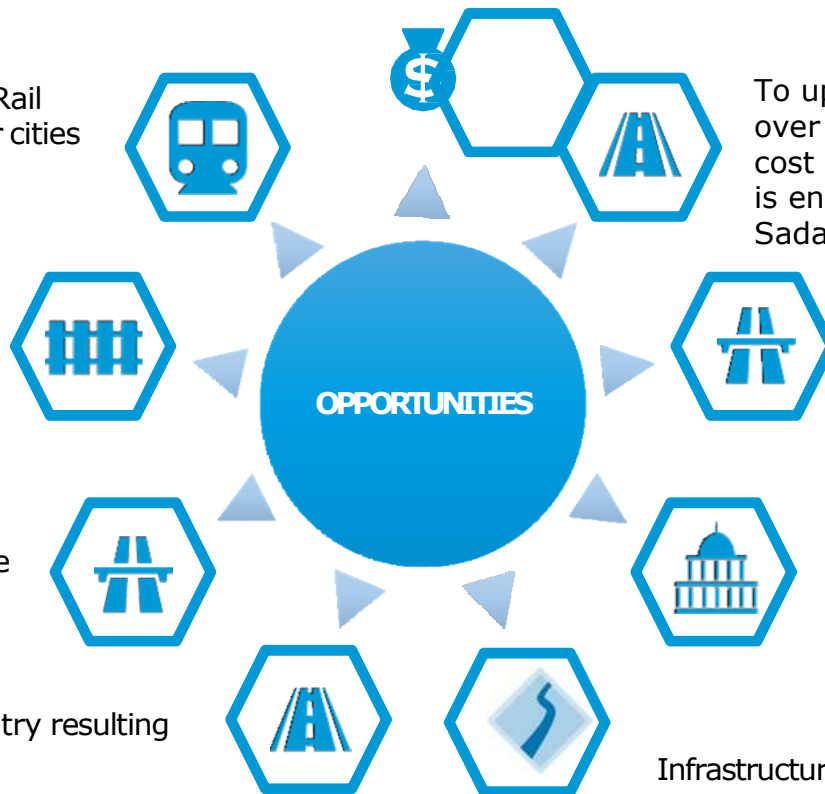 Rail
cities
$
To up
over
cost
is en
Sada
OPPORTUNITIES
e
try resulting
Infrastructur